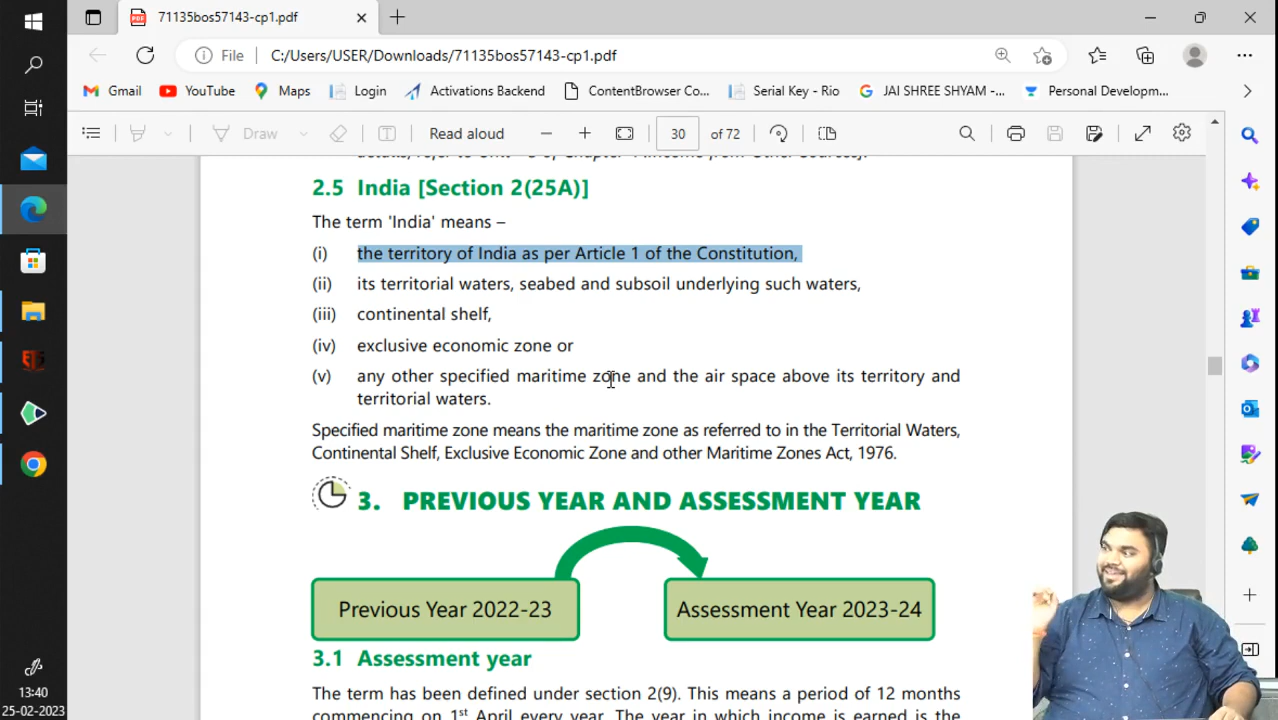 71135bos57143-cp1.pdf
File C:/Users/USER/Downloads/71135bos57143-cp1.pdf
Gmail YouTube Maps Login Activations Backend ContentBrowser Co... Serial Key - Rio JAI SHREE SHYAM -... Personal Developm...
Draw Read aloud 30 of 72
2.5 India [Section 2(25A)]
The term 'India' means –
(i) the territory of India as per Article 1 of the Constitution,
(ii) its territorial waters, seabed and subsoil underlying such waters,
(iii) continental shelf,
(iv) exclusive economic zone or
(v) any other specified maritime zone and the air space above its territory and
territorial waters.
Specified maritime zone means the maritime zone as referred to in the Territorial Waters,
Continental Shelf, Exclusive Economic Zone and other Maritime Zones Act, 1976.
3. PREVIOUS YEAR AND ASSESSMENT YEAR
Previous Year 2022-23 Assessment Year 2023-24
3.1 Assessment year
The term has been defined under section 2(9). This means a period of 12 months
commencing on 1st April every year. The year in which income is earned is the
13:40
25-02-2023